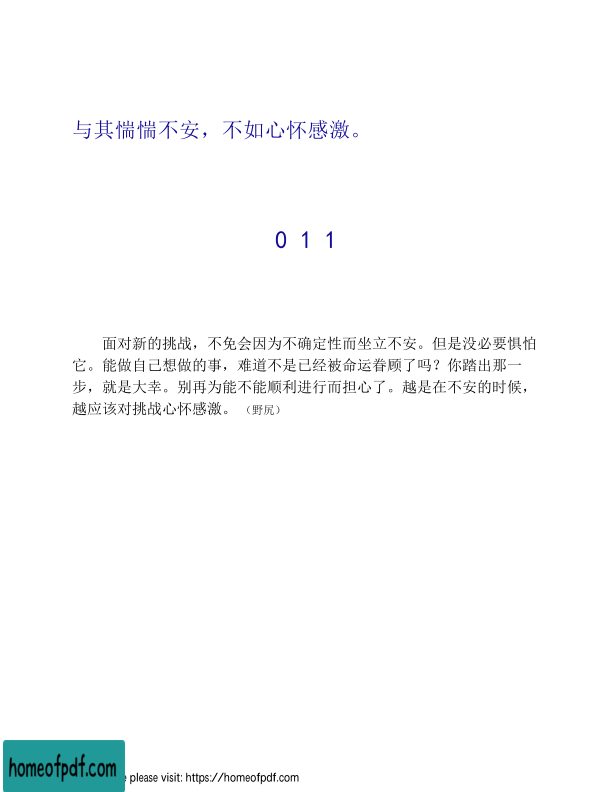 与其惴惴不安，不如心怀感激。
011
面对新的挑战，不免会因为不确定性而坐立不安。但是没必要惧怕
它。能做自己想做的事，难道不是已经被命运眷顾了吗？你踏出那一
步，就是大幸。别再为能不能顺利进行而担心了。越是在不安的时候，
越应该对挑战心怀感激。（野尻）
homeofpdf.com
e please visit: https://homeofpdf.com